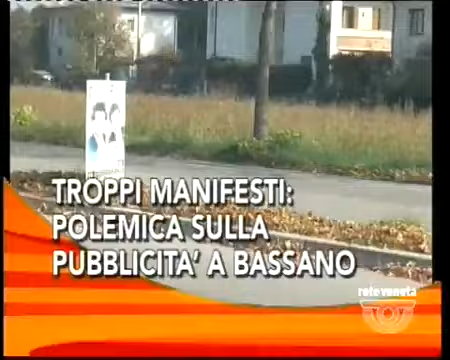 TROPPI MANIFESTI:
POLEMICA SULLA
PUBBLICITA' A BASSANO
rete veneta